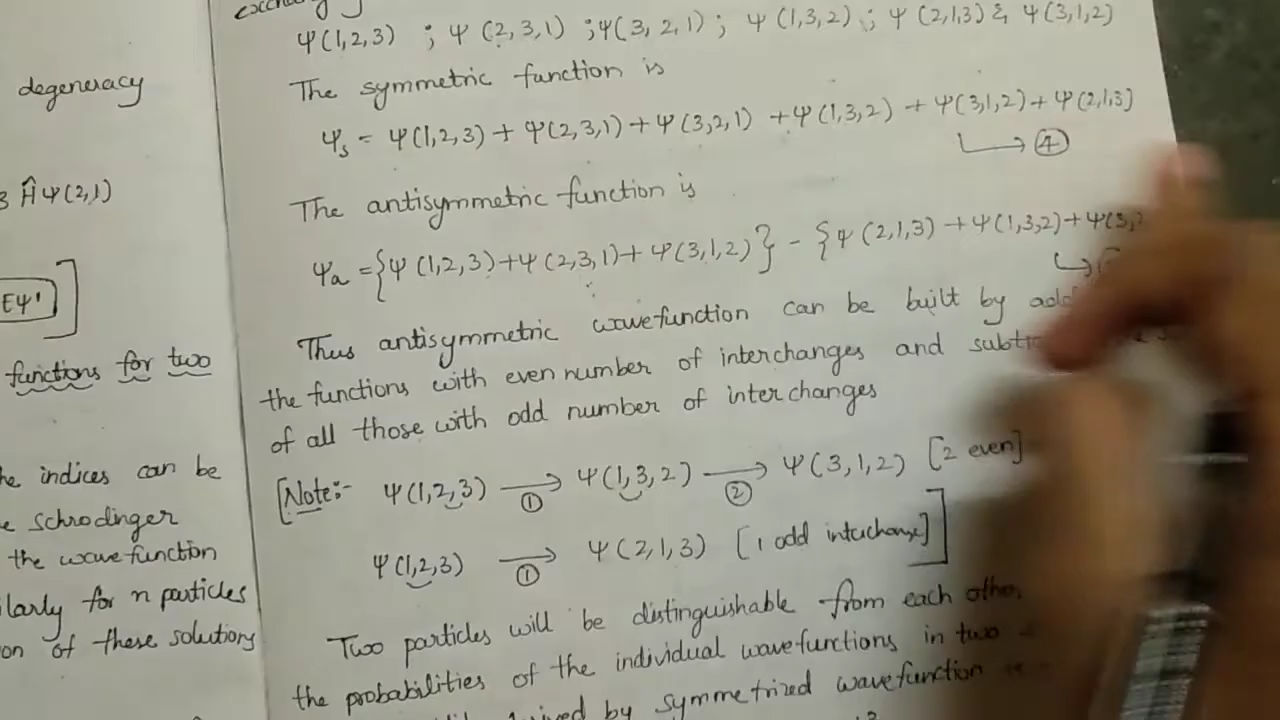 degeneracy
Ĥψ(2,1)
Eψ'
functions for two
indices can be
schrodinger
the wavefunction
for n particles
of these solutions
ψ(1,2,3) ; ψ(2,3,1) ; ψ(3,2,1) ; ψ(1,3,2) ; ψ(2,1,3) & ψ(3,1,2)
The symmetric function is
ψs = ψ(1,2,3) + ψ(2,3,1) + ψ(3,2,1) + ψ(1,3,2) + ψ(3,1,2) + ψ(2,1,3)
→ ④
The antisymmetric function is
ψa = {ψ(1,2,3) + ψ(2,3,1) + ψ(3,1,2)} - {ψ(2,1,3) + ψ(1,3,2) + ψ(3,
Thus antisymmetric wavefunction can be built by
the functions with even number of interchanges and
of all those with odd number of interchanges
[Note:- ψ(1,2,3) →① ψ(1,3,2) →② ψ(3,1,2) [2 even]
ψ(1,2,3) →① ψ(2,1,3) [1 odd interchange]]
Two particles will be distinguishable from each
the probabilities of the individual wavefunctions in two
by symmetrized wavefunction